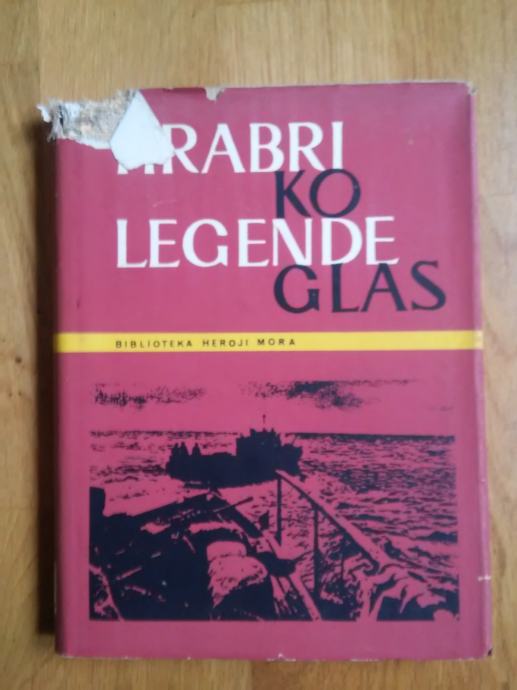 HRABRI
KO
LEGENDE
GLAS
BIBLIOTEKA HEROJI MORA